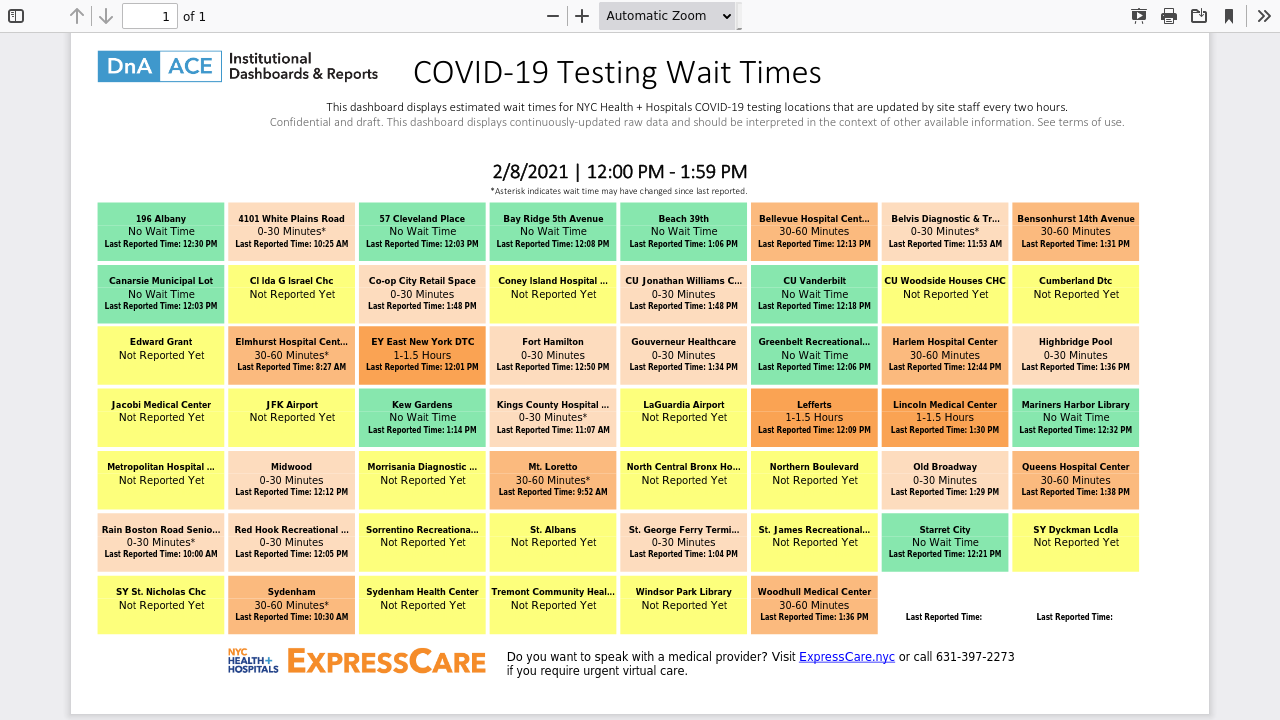 1 of 1 Automatic Zoom
DnA ACE Institutional
Dashboards & Reports
COVID-19 Testing Wait Times
This dashboard displays estimated wait times for NYC Health + Hospitals COVID-19 testing locations that are updated by site staff every two hours.
Confidential and draft. This dashboard displays continuously-updated raw data and should be interpreted in the context of other available information. See terms of use.
2/8/2021 | 12:00 PM - 1:59 PM
*Asterisk indicates wait time may have changed since last reported.
196 Albany 4101 White Plains Road 57 Cleveland Place Bay Ridge 5th Avenue Beach 39th Bellevue Hospital Cent... Belvis Diagnostic & Tr... Bensonhurst 14th Avenue
No Wait Time 0-30 Minutes* No Wait Time No Wait Time No Wait Time 30-60 Minutes 0-30 Minutes* 30-60 Minutes
Last Reported Time: 12:30 PM Last Reported Time: 10:25 AM Last Reported Time: 12:03 PM Last Reported Time: 12:08 PM Last Reported Time: 1:06 PM Last Reported Time: 12:13 PM Last Reported Time: 11:53 AM Last Reported Time: 1:31 PM
Canarsie Municipal Lot Cl Ida G Israel Chc Co-op City Retail Space Coney Island Hospital ... CU Jonathan Williams C... CU Vanderbilt CU Woodside Houses CHC Cumberland Dtc
No Wait Time Not Reported Yet 0-30 Minutes Not Reported Yet 0-30 Minutes No Wait Time Not Reported Yet Not Reported Yet
Last Reported Time: 12:03 PM Last Reported Time: 1:48 PM Last Reported Time: 1:48 PM Last Reported Time: 12:18 PM
Edward Grant Elmhurst Hospital Cent... EY East New York DTC Fort Hamilton Gouverneur Healthcare Greenbelt Recreational... Harlem Hospital Center Highbridge Pool
Not Reported Yet 30-60 Minutes* 1-1.5 Hours 0-30 Minutes 0-30 Minutes No Wait Time 30-60 Minutes 0-30 Minutes
Last Reported Time: 8:27 AM Last Reported Time: 12:01 PM Last Reported Time: 12:50 PM Last Reported Time: 1:34 PM Last Reported Time: 12:06 PM Last Reported Time: 12:44 PM Last Reported Time: 1:36 PM
Jacobi Medical Center JFK Airport Kew Gardens Kings County Hospital ... LaGuardia Airport Lefferts Lincoln Medical Center Mariners Harbor Library
Not Reported Yet Not Reported Yet No Wait Time 0-30 Minutes* Not Reported Yet 1-1.5 Hours 1-1.5 Hours No Wait Time
Last Reported Time: 1:14 PM Last Reported Time: 11:07 AM Last Reported Time: 12:09 PM Last Reported Time: 1:30 PM Last Reported Time: 12:32 PM
Metropolitan Hospital ... Midwood Morrisania Diagnostic ... Mt. Loretto North Central Bronx Ho... Northern Boulevard Old Broadway Queens Hospital Center
Not Reported Yet 0-30 Minutes Not Reported Yet 30-60 Minutes* Not Reported Yet Not Reported Yet 0-30 Minutes 30-60 Minutes
Last Reported Time: 12:12 PM Last Reported Time: 9:52 AM Last Reported Time: 1:29 PM Last Reported Time: 1:38 PM
Rain Boston Road Senio... Red Hook Recreational ... Sorrentino Recreationa... St. Albans St. George Ferry Termi... St. James Recreational... Starret City SY Dyckman Lcdla
0-30 Minutes* 0-30 Minutes Not Reported Yet Not Reported Yet 0-30 Minutes Not Reported Yet No Wait Time Not Reported Yet
Last Reported Time: 10:00 AM Last Reported Time: 12:05 PM Last Reported Time: 1:04 PM Last Reported Time: 12:21 PM
SY St. Nicholas Chc Sydenham Sydenham Health Center Tremont Community Heal... Windsor Park Library Woodhull Medical Center
Not Reported Yet 30-60 Minutes* Not Reported Yet Not Reported Yet Not Reported Yet 30-60 Minutes
Last Reported Time: 10:30 AM Last Reported Time: 1:36 PM Last Reported Time: Last Reported Time:
NYC
HEALTH+
HOSPITALS
EXPRESSCARE
Do you want to speak with a medical provider? Visit ExpressCare.nyc or call 631-397-2273
if you require urgent virtual care.